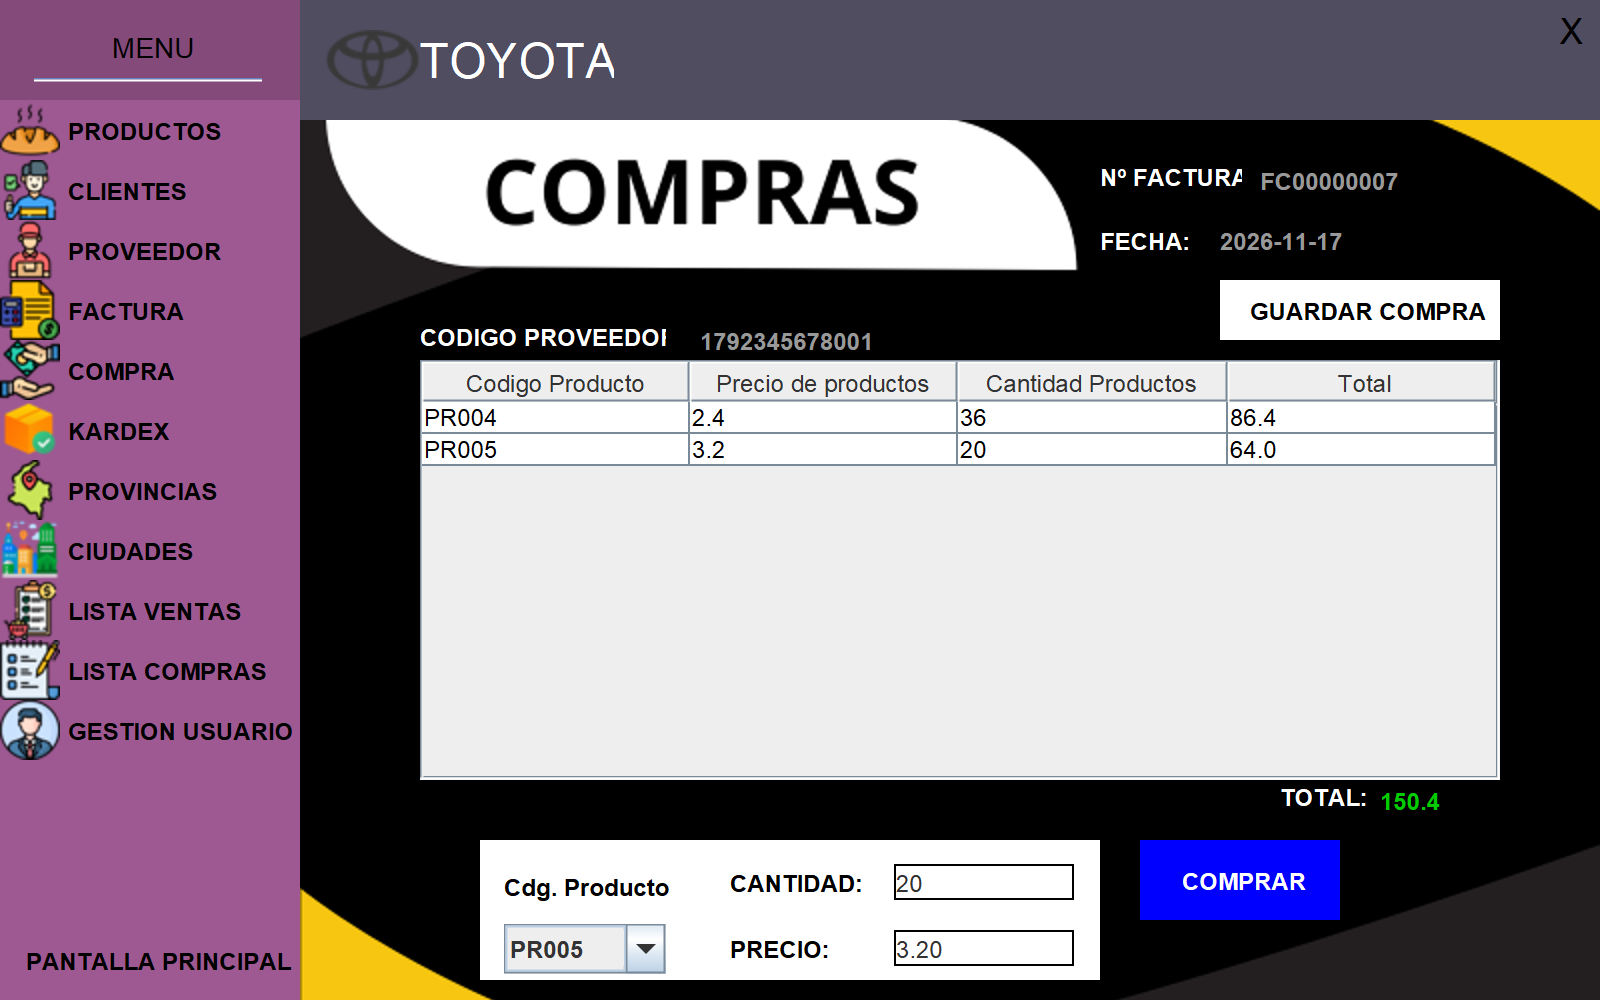 MENU
PRODUCTOS
CLIENTES
PROVEEDOR
FACTURA
COMPRA
KARDEX
PROVINCIAS
CIUDADES
LISTA VENTAS
LISTA COMPRAS
GESTION USUARIO
PANTALLA PRINCIPAL
TOYOTA
X
COMPRAS
Nº FACTURA FC00000007
FECHA: 2026-11-17
GUARDAR COMPRA
CODIGO PROVEEDOR 1792345678001
Codigo Producto Precio de productos Cantidad Productos Total
PR004 2.4 36 86.4
PR005 3.2 20 64.0
TOTAL: 150.4
Cdg. Producto CANTIDAD: 20
COMPRAR
PR005 PRECIO: 3.20